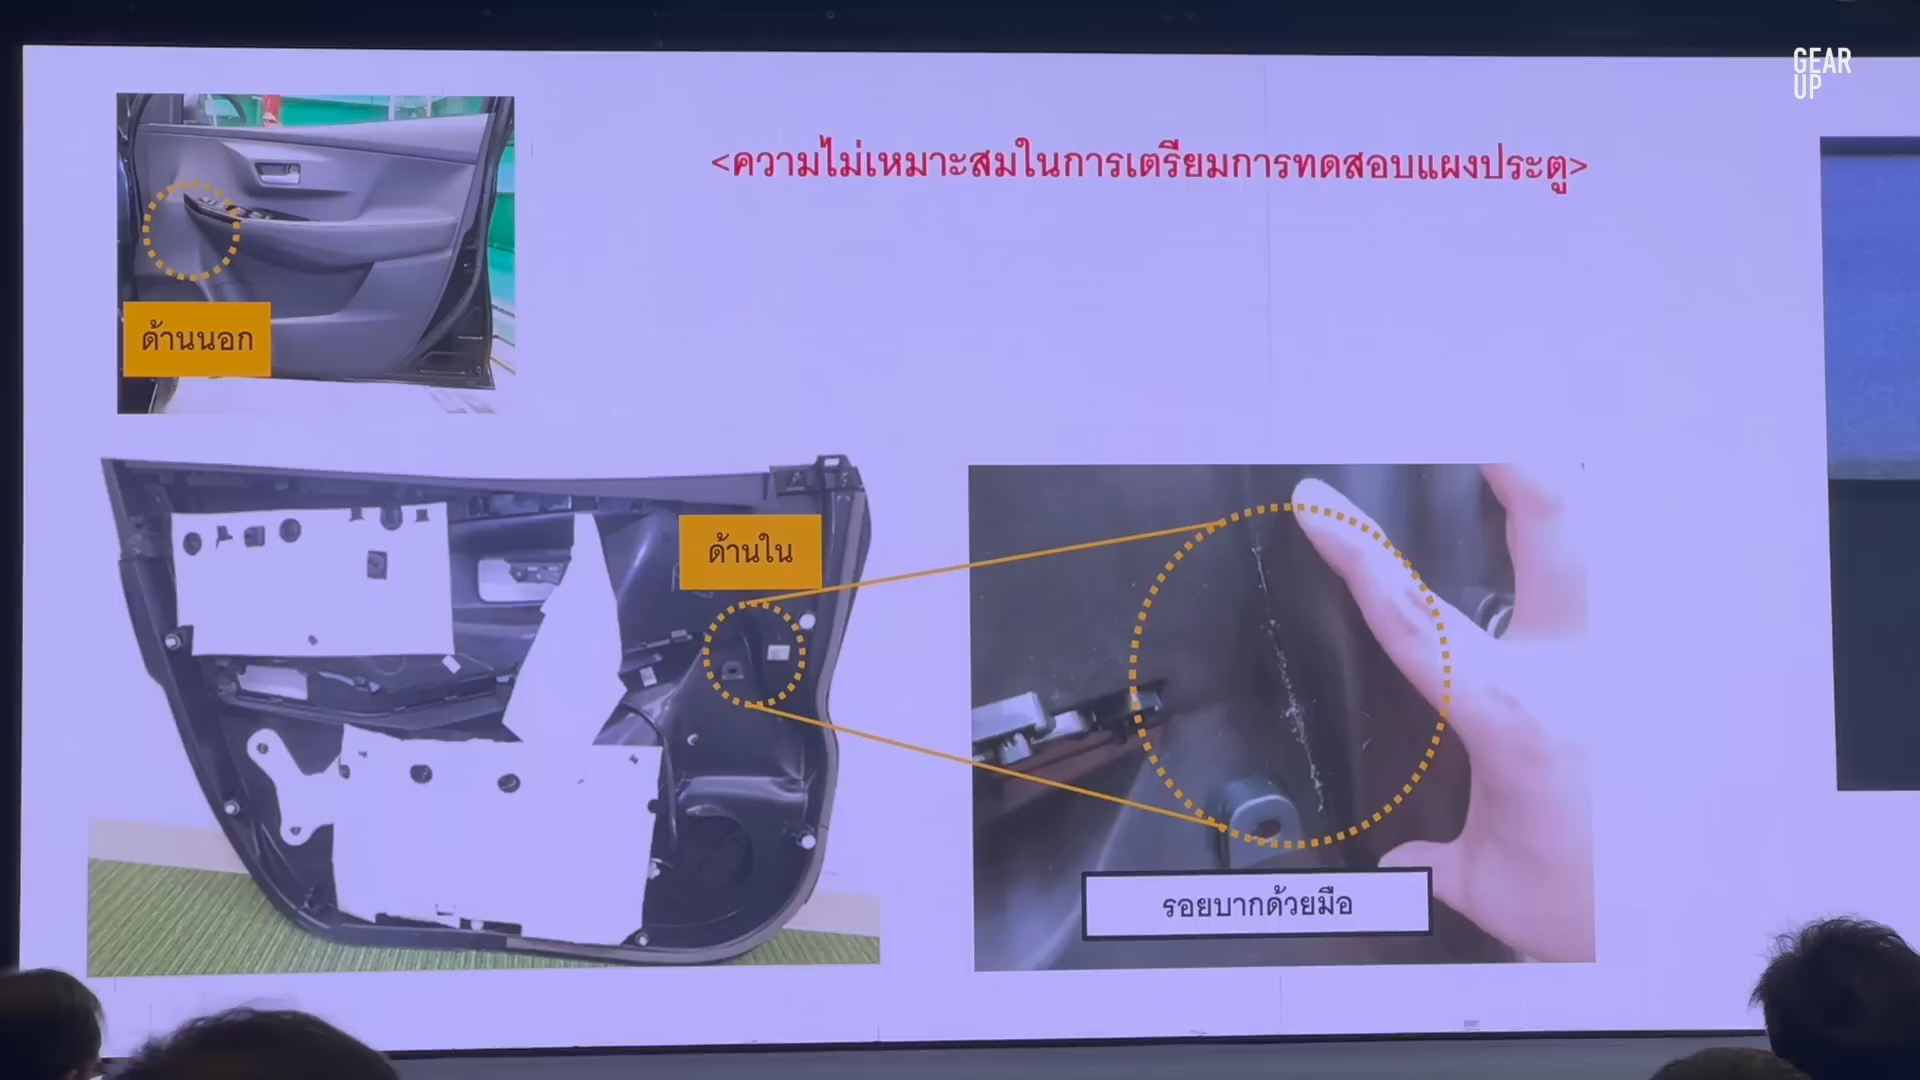 GEAR
UP
<ความไม่เหมาะสมในการเตรียมการทดสอบแผงประตู>
ด้านนอก
ด้านใน
รอยบากด้วยมือ